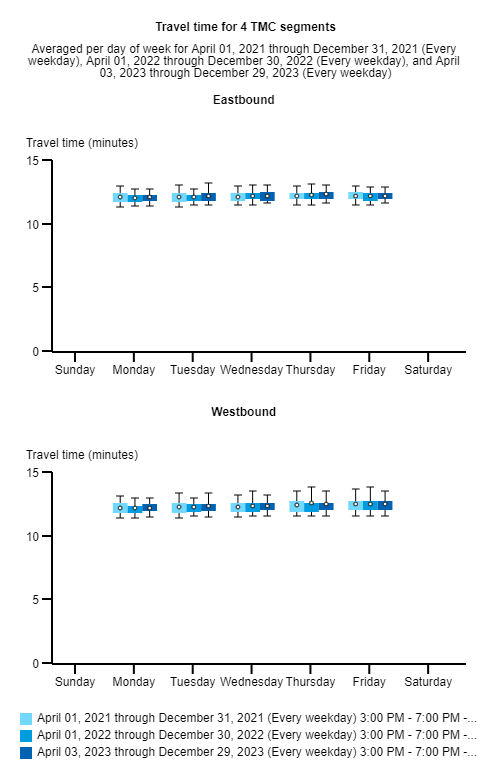 Travel time for 4 TMC segments
Averaged per day of week for April 01, 2021 through December 31, 2021 (Every
weekday), April 01, 2022 through December 30, 2022 (Every weekday), and April
03, 2023 through December 29, 2023 (Every weekday)
Eastbound
Travel time (minutes)
15
10
5
0
Sunday Monday Tuesday Wednesday Thursday Friday Saturday
Westbound
Travel time (minutes)
15
10
5
0
Sunday Monday Tuesday Wednesday Thursday Friday Saturday
April 01, 2021 through December 31, 2021 (Every weekday) 3:00 PM - 7:00 PM -...
April 01, 2022 through December 30, 2022 (Every weekday) 3:00 PM - 7:00 PM -...
April 03, 2023 through December 29, 2023 (Every weekday) 3:00 PM - 7:00 PM -...